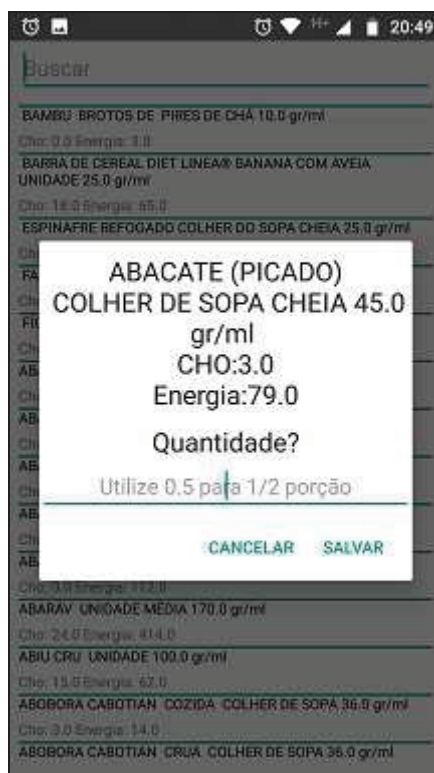 20:49
Buscar
BAMBU BROTOS DE PIRES DE CHÁ 10.0 gr/ml
Cho: 0.0 Energia: 3.0
BARRA DE CEREAL DIET LINEA® BANANA COM AVEIA
UNIDADE 25.0 gr/ml
Cho: 18.0 Energia: 65.0
ESPINAFRE REFOGADO COLHER DO SOPA CHEIA 25.0 gr/ml
ABACATE (PICADO)
COLHER DE SOPA CHEIA 45.0
gr/ml
CHO:3.0
Energia:79.0
Quantidade?
Utilize 0.5 para 1/2 porção
CANCELAR SALVAR
ABARAV UNIDADE MÉDIA 170.0 gr/ml
Cho: 24.0 Energia: 414.0
ABIU CRU UNIDADE 100.0 gr/ml
Cho: 15.0 Energia: 62.0
ABOBORA CABOTIAN COZIDA COLHER DE SOPA 36.0 gr/ml
Cho: 3.0 Energia: 14.0
ABOBORA CABOTIAN CRUA COLHER DE SOPA 36.0 gr/ml